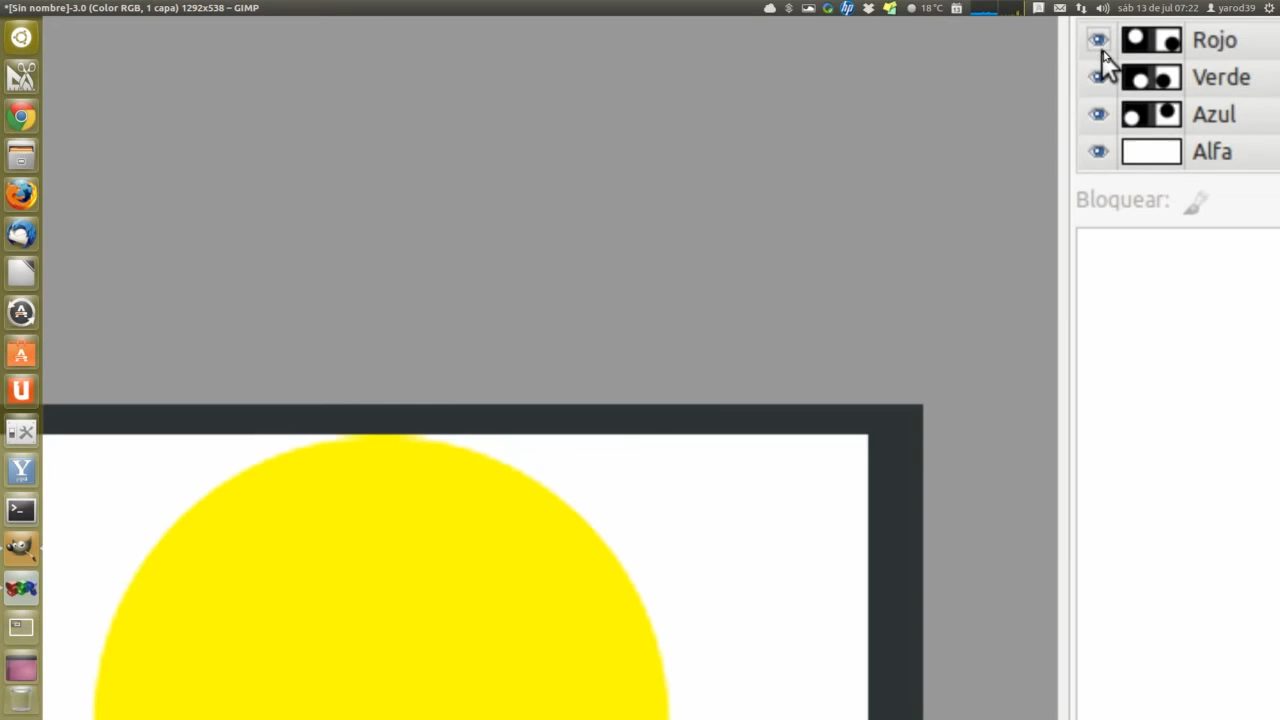 *[Sin nombre]-3.0 (Color RGB, 1 capa) 1292x538 – GIMP
18 °C
sáb 13 de jul 07:22
yarod39
Rojo
Verde
Azul
Alfa
Bloquear: